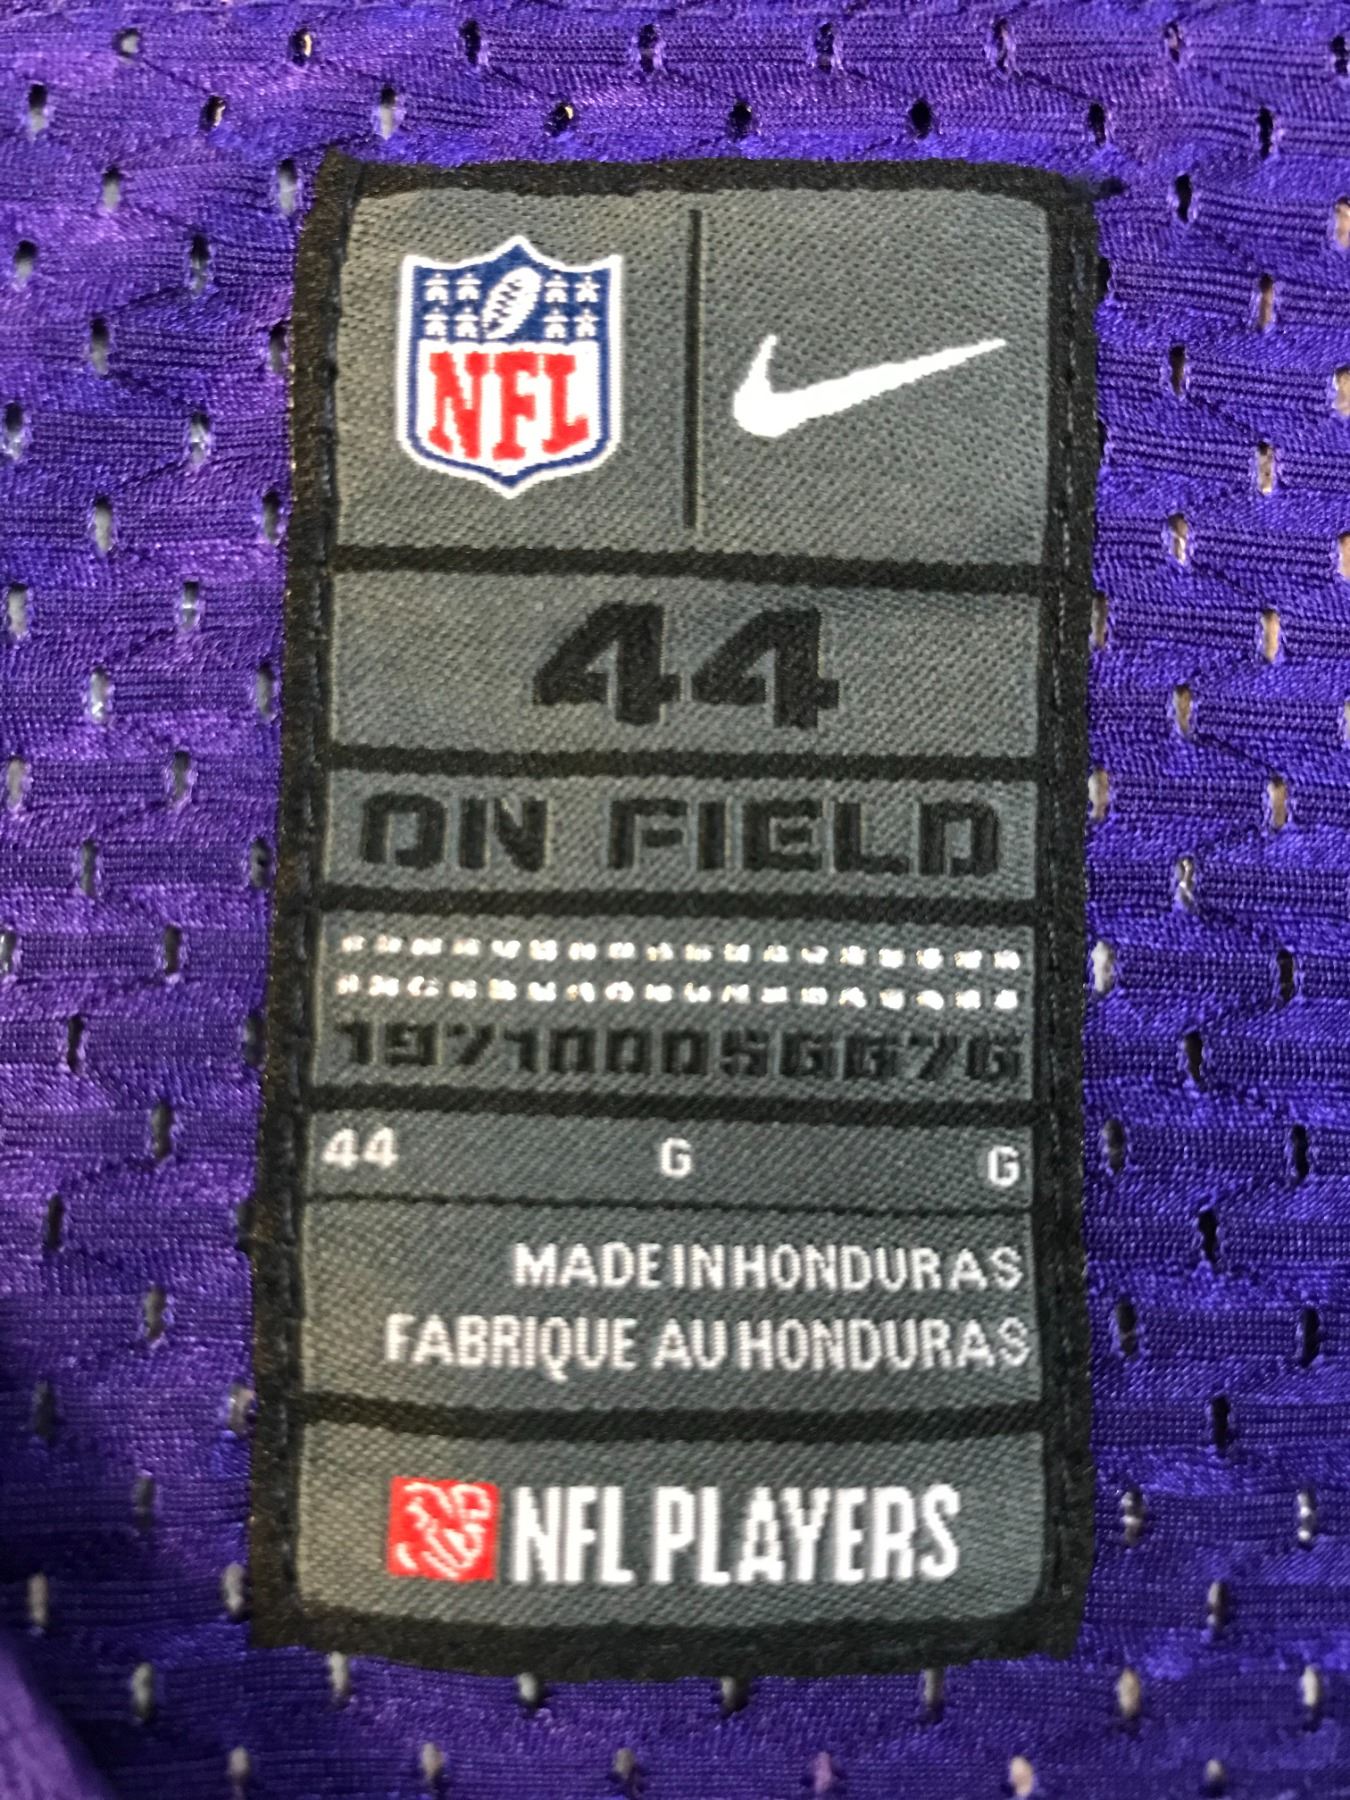 NFL
44
ON FIELD
44 G G
MADE IN HONDURAS
FABRIQUE AU HONDURAS
NFL PLAYERS